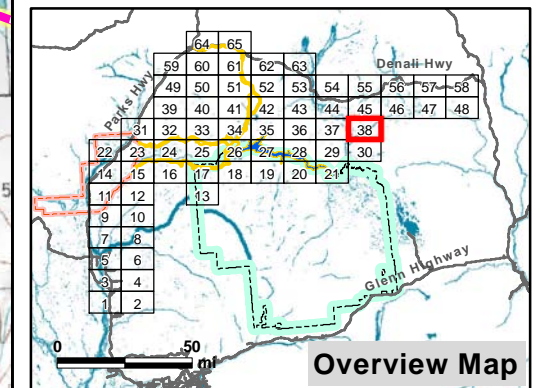 64 65
59 60 61 62 63
Denali Hwy
49 50 51 52 53 54 55 56 57 58
Parks Hwy
39 40 41 42 43 44 45 46 47 48
31 32 33 34 35 36 37 38
22 23 24 25 26 27 28 29 30
14 15 16 17 18 19 20 21
11 12 13
9 10
7 8
5 6
Glenn Highway
3 4
1 2
0 50
mi
Overview Map
5